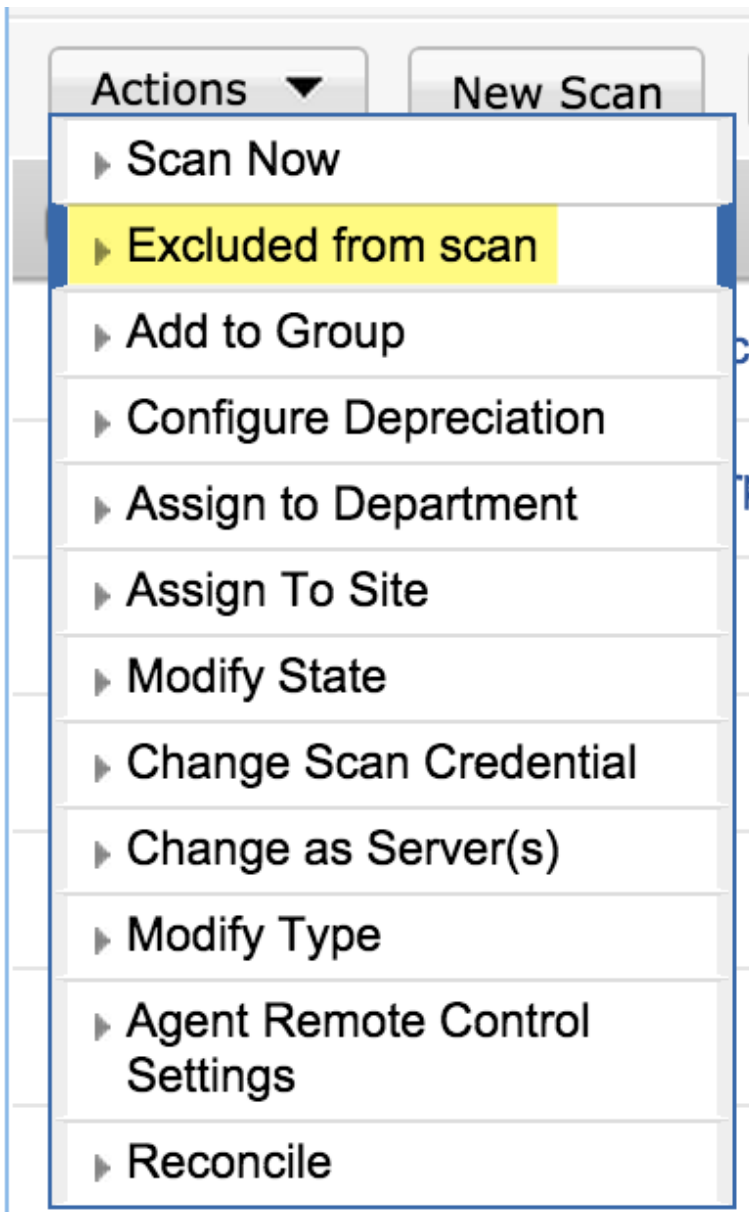 Actions
New Scan
Scan Now
Excluded from scan
Add to Group
Configure Depreciation
Assign to Department
Assign To Site
Modify State
Change Scan Credential
Change as Server(s)
Modify Type
Agent Remote Control
Settings
Reconcile